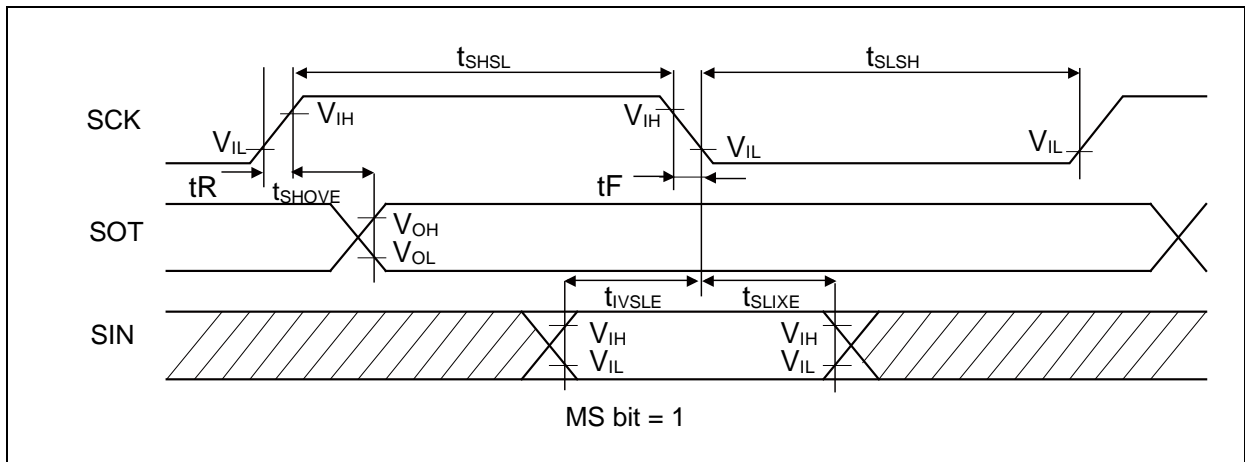 tSHSL
tSLSH
SCK
VIH
VIH
VIL
VIL
VIL
tR
tSHOVE
tF
SOT
VOH
VOL
tIVSLE
tSLIXE
SIN
VIH
VIH
VIL
VIL
MS bit = 1